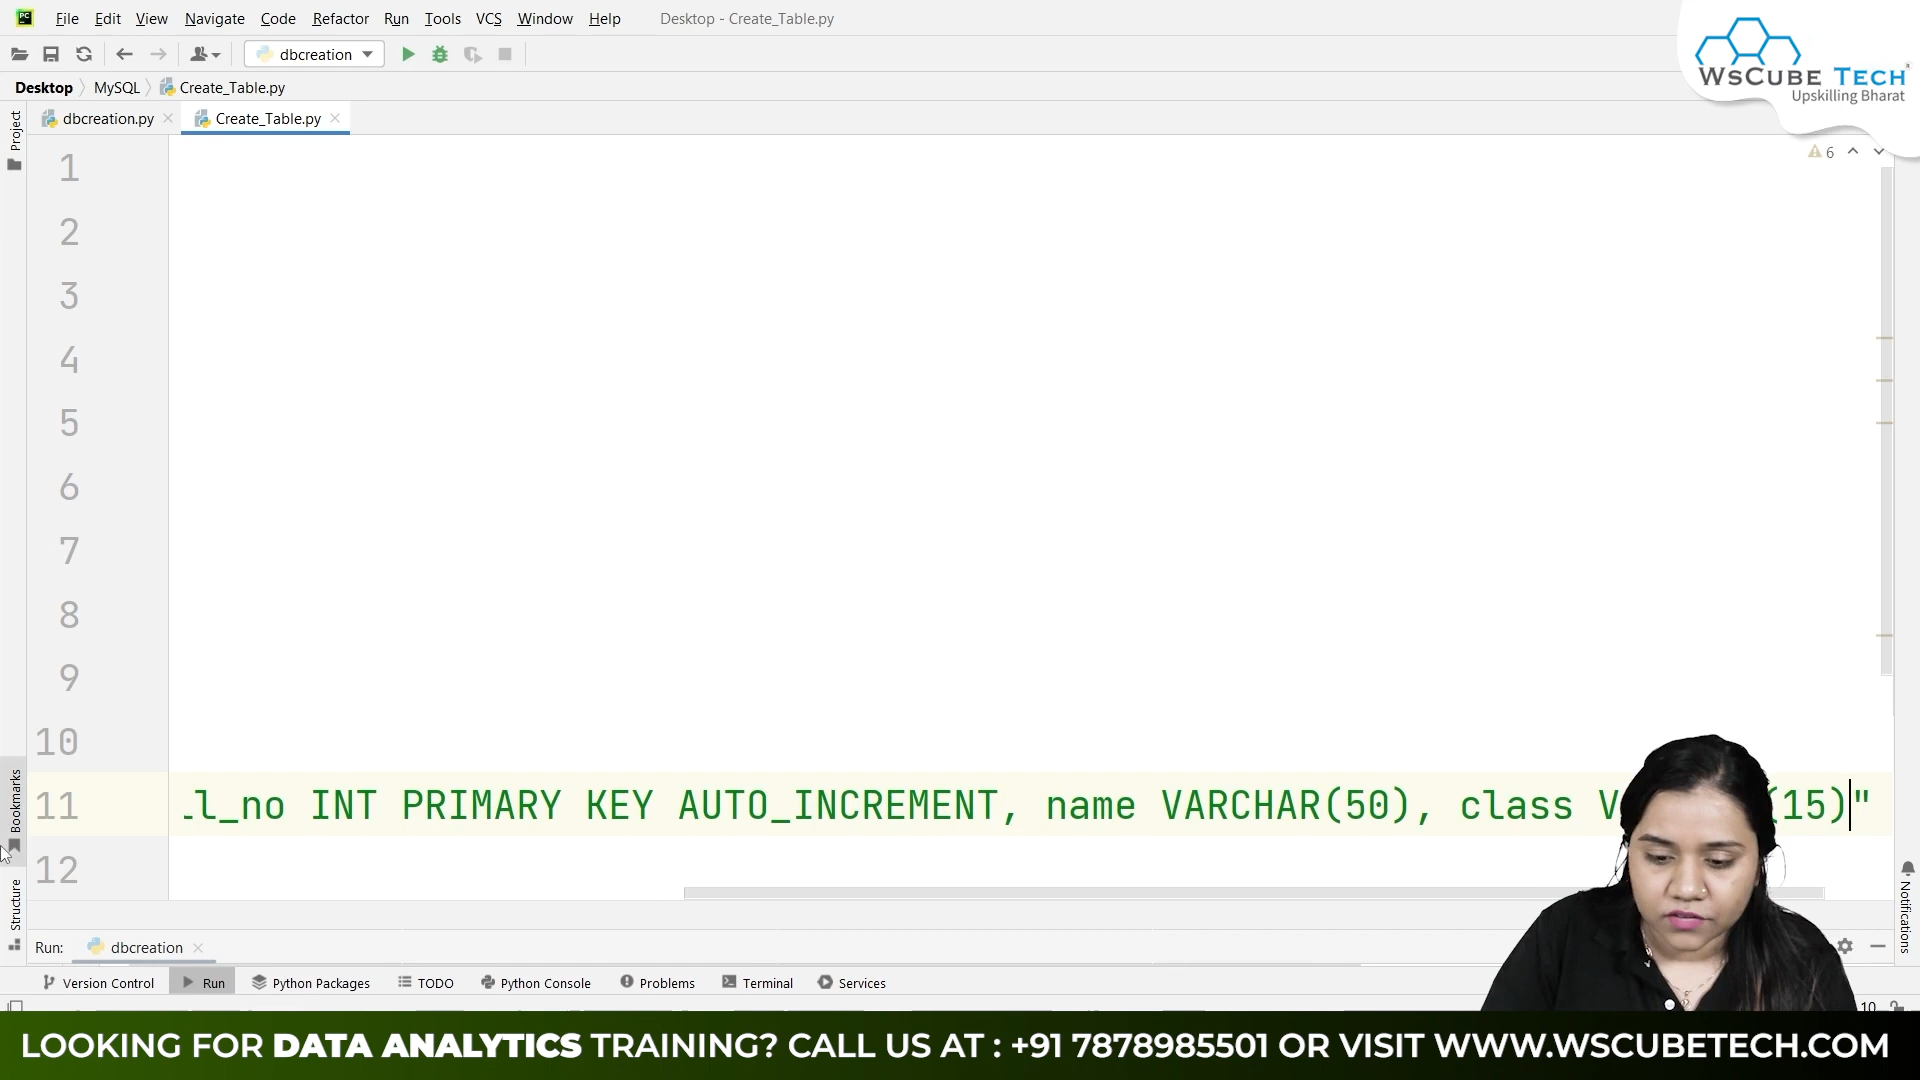 File Edit View Navigate Code Refactor Run Tools VCS Window Help Desktop - Create_Table.py
dbcreation
WsCube Tech
Upskilling Bharat
Desktop MySQL Create_Table.py
Project
dbcreation.py Create_Table.py
6
1
2
3
4
5
6
7
8
9
10
11 l_no INT PRIMARY KEY AUTO_INCREMENT, name VARCHAR(50), class V (15)"
12
Bookmarks
Structure
Notifications
Run: dbcreation
Version Control Run Python Packages TODO Python Console Problems Terminal Services
LOOKING FOR DATA ANALYTICS TRAINING? CALL US AT : +91 7878985501 OR VISIT WWW.WSCUBETECH.COM